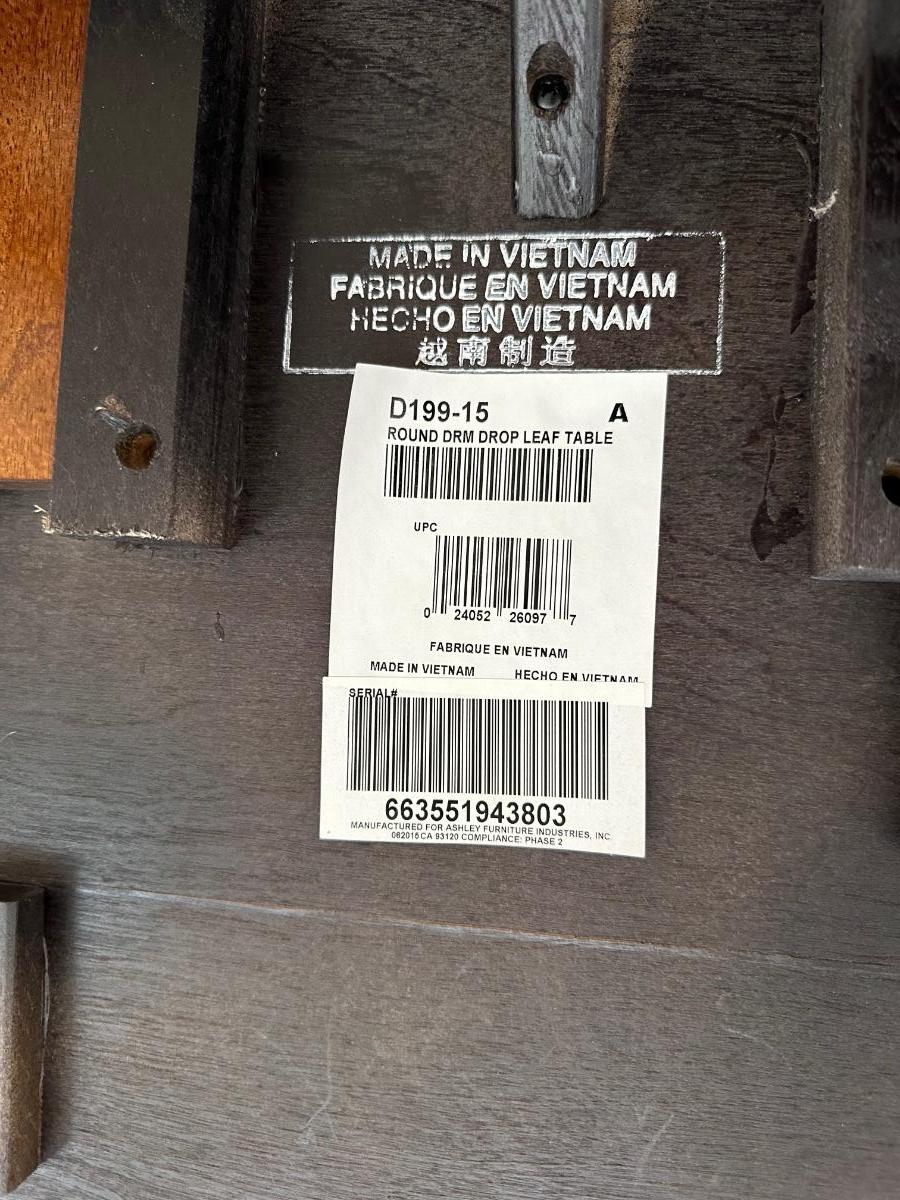 MADE IN VIETNAM
FABRIQUE EN VIETNAM
HECHO EN VIETNAM
越南制造
D199-15 A
ROUND DRM DROP LEAF TABLE
UPC
0 24052 26097 7
FABRIQUE EN VIETNAM
MADE IN VIETNAM HECHO EN VIETNAM
SERIAL#
663551943803
MANUFACTURED FOR ASHLEY FURNITURE INDUSTRIES, INC.
082015 CA 93120 COMPLIANCE: PHASE 2